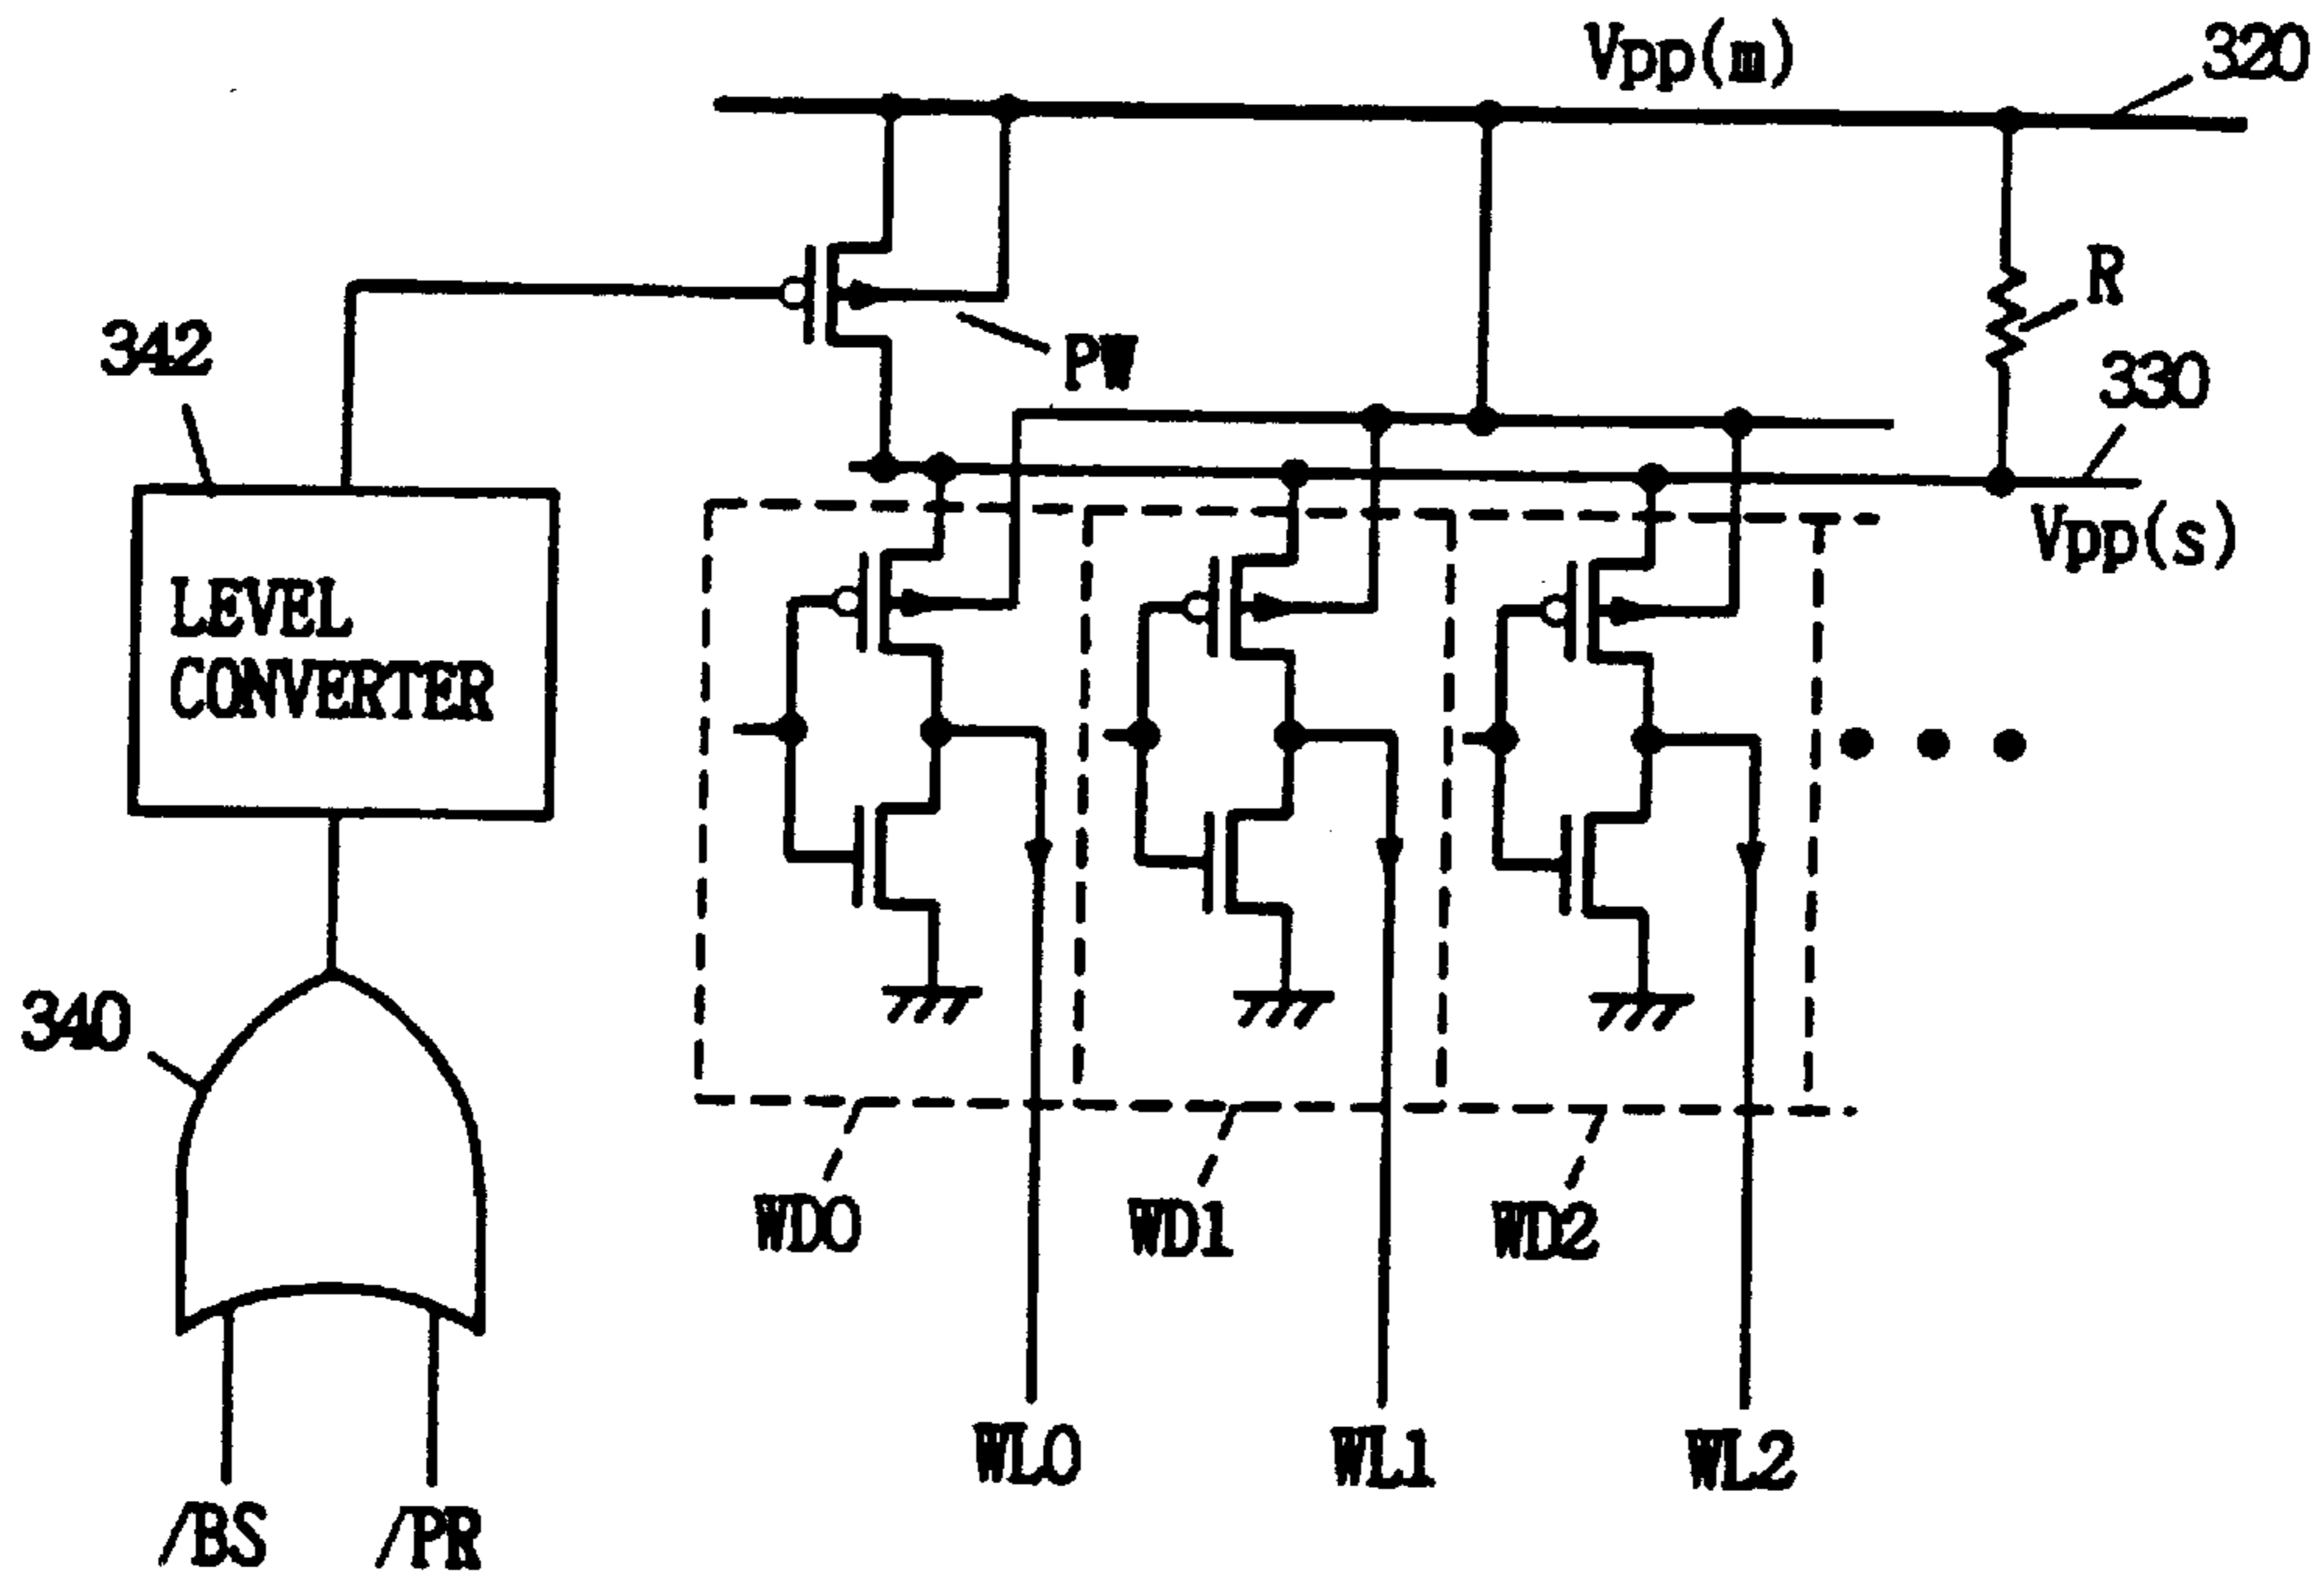 Vpp(m)
320
R
342
PW
330
Vpp(s)
LEVEL
CONVERTER
340
WD0
WD1
WD2
WL0
WL1
WL2
/BS
/PR